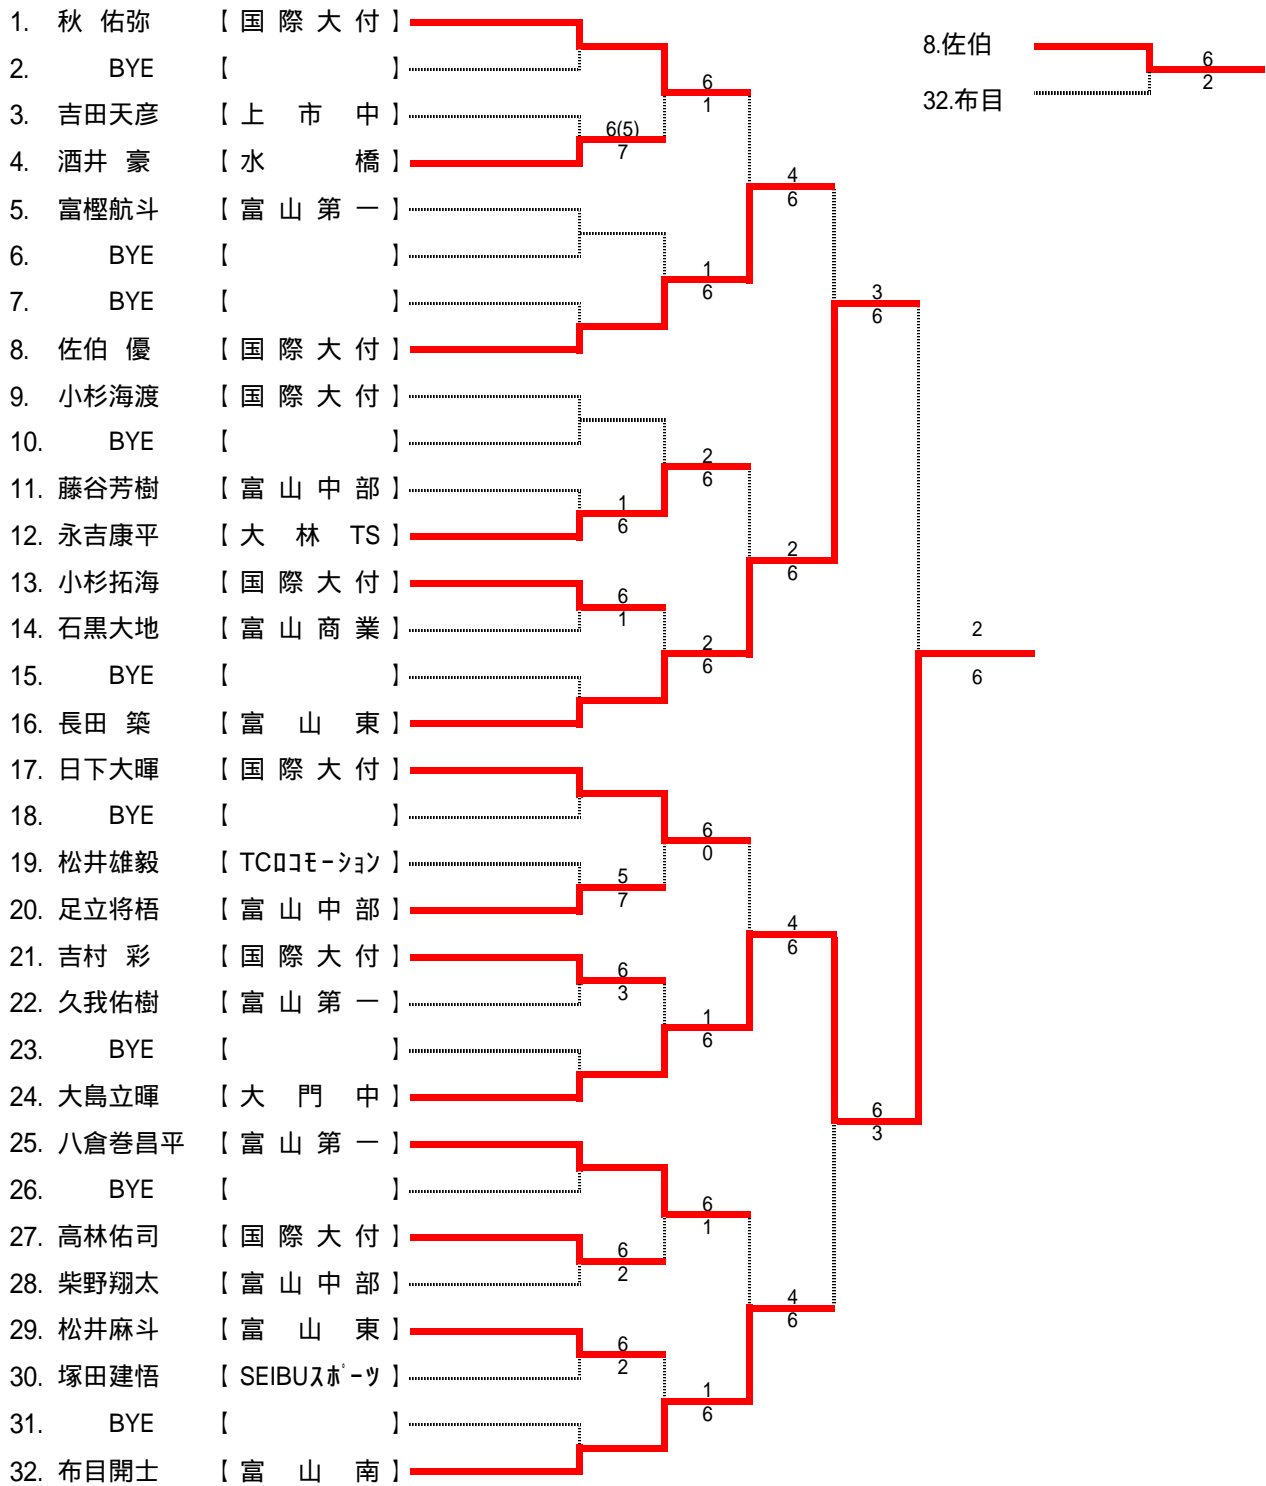 1. 秋 佑弥 【 国 際 大 付 】
2. BYE 【 】
3. 吉田天彦 【 上 市 中 】
4. 酒井 豪 【 水 橋 】
5. 富樫航斗 【 富 山 第 一 】
6. BYE 【 】
7. BYE 【 】
8. 佐伯 優 【 国 際 大 付 】
9. 小杉海渡 【 国 際 大 付 】
10. BYE 【 】
11. 藤谷芳樹 【 富 山 中 部 】
12. 永吉康平 【 大 林 TS 】
13. 小杉拓海 【 国 際 大 付 】
14. 石黒大地 【 富 山 商 業 】
15. BYE 【 】
16. 長田 築 【 富 山 東 】
17. 日下大暉 【 国 際 大 付 】
18. BYE 【 】
19. 松井雄毅 【 TCﾛｺﾓｰｼｮﾝ 】
20. 足立将梧 【 富 山 中 部 】
21. 吉村 彩 【 国 際 大 付 】
22. 久我佑樹 【 富 山 第 一 】
23. BYE 【 】
24. 大島立暉 【 大 門 中 】
25. 八倉巻昌平 【 富 山 第 一 】
26. BYE 【 】
27. 高林佑司 【 国 際 大 付 】
28. 柴野翔太 【 富 山 中 部 】
29. 松井麻斗 【 富 山 東 】
30. 塚田建悟 【 SEIBUｽﾎﾟｰﾂ 】
31. BYE 【 】
32. 布目開士 【 富 山 南 】
6(5)
7
1
6
6
1
5
7
6
3
6
2
6
2
6
1
1
6
2
6
2
6
6
0
1
6
6
1
1
6
4
6
2
6
4
6
4
6
3
6
6
3
2
6
8.佐伯
32.布目
6
2